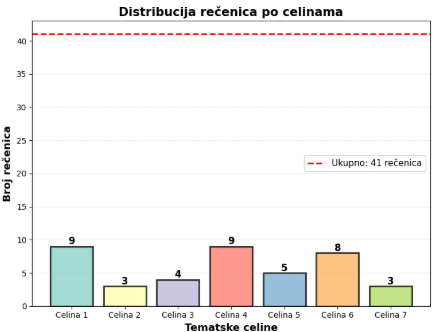 Distribucija rečenica po celinama
Broj rečenica
40
35
30
25
20
15
10
5
0
Ukupno: 41 rečenica
9
3
4
9
5
8
3
Celina 1
Celina 2
Celina 3
Celina 4
Celina 5
Celina 6
Celina 7
Tematske celine